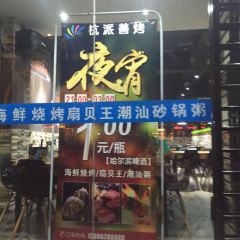 杭派善烤
夜宵
21:00-03:00
海鲜烧烤扇贝王潮汕砂锅粥
1.00
元/瓶
【哈尔滨啤酒】
海鲜烧烤/扇贝王/潮汕粥